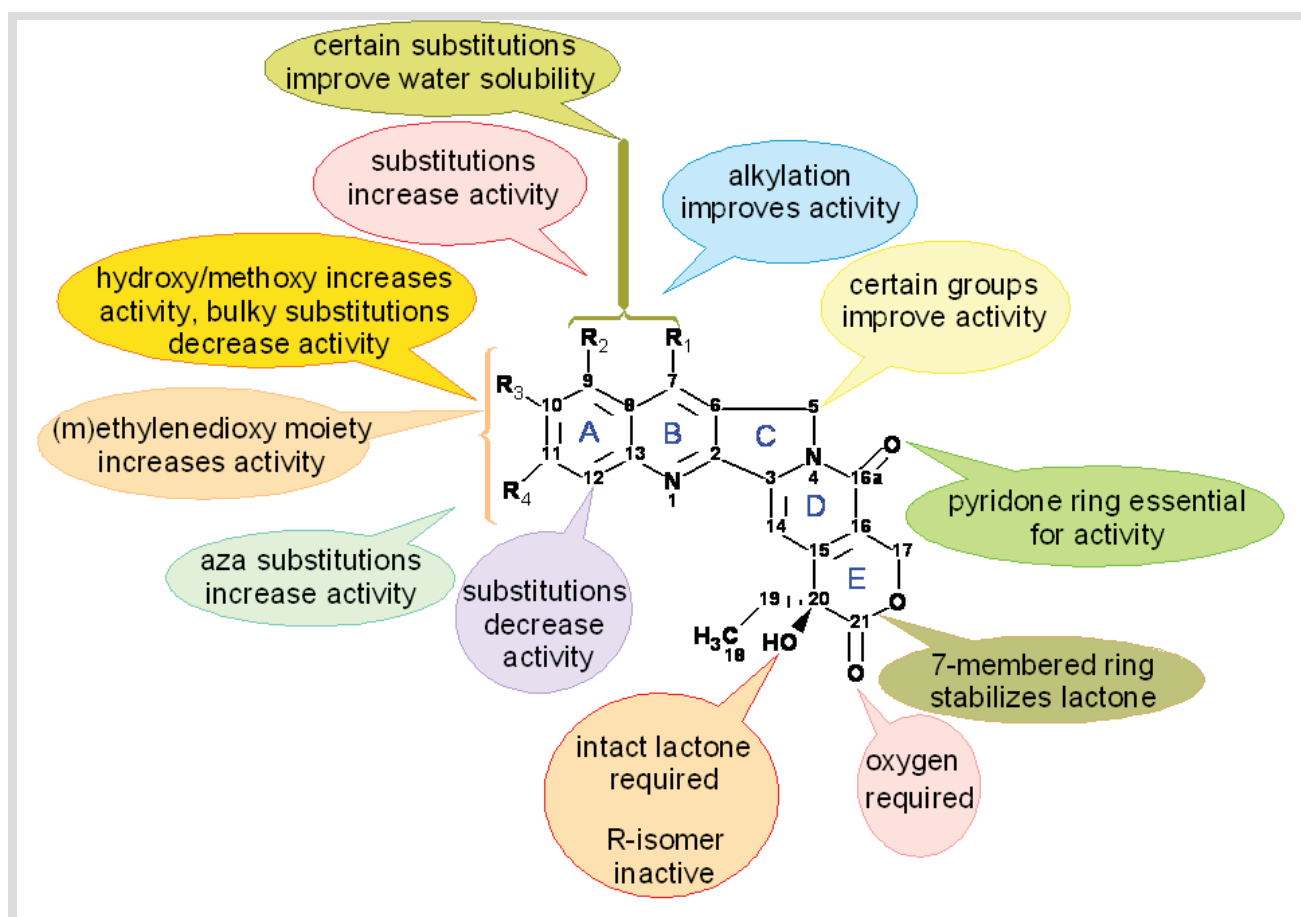 certain substitutions
improve water solubility
substitutions
increase activity
alkylation
improves activity
hydroxy/methoxy increases
activity, bulky substitutions
decrease activity
certain groups
improve activity
(m)ethylenedioxy moiety
increases activity
R2 R1
9 7
R3 10 8 6 5
A B C
11 13 2 N O
R4 12 N 3 4 16a
1 D
14 16
15 17
E
19 20 O
H3C HO 21
18 O
pyridone ring essential
for activity
aza substitutions
increase activity
substitutions
decrease
activity
7-membered ring
stabilizes lactone
intact lactone
required
R-isomer
inactive
oxygen
required